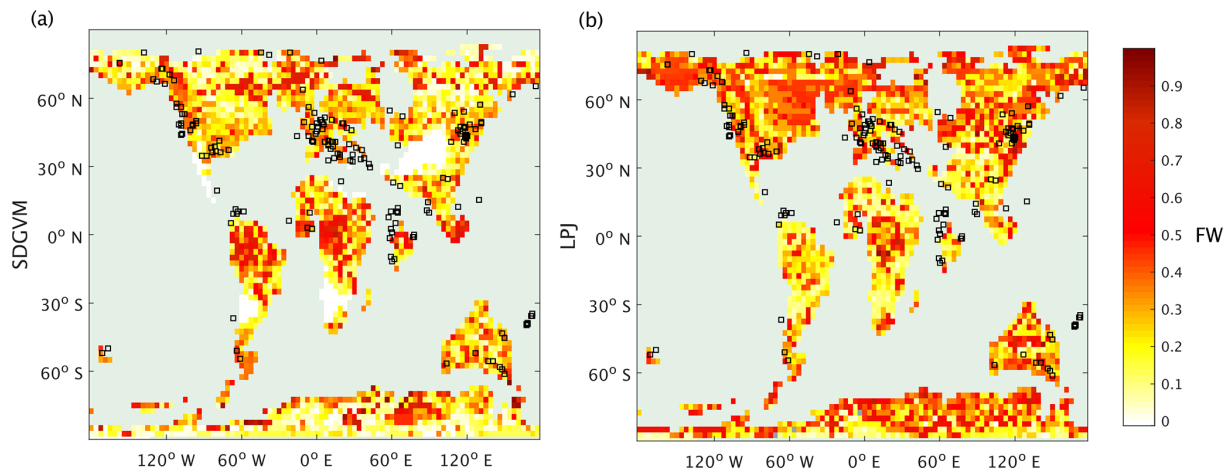 (a)
(b)
SDGVM
60° N
30° N
0° N
30° S
60° S
120° W
60° W
0° E
60° E
120° E
LPJ
60° N
30° N
0° N
30° S
60° S
120° W
60° W
0° E
60° E
120° E
0.9
0.8
0.7
0.6
0.5
0.4
0.3
0.2
0.1
0
FW